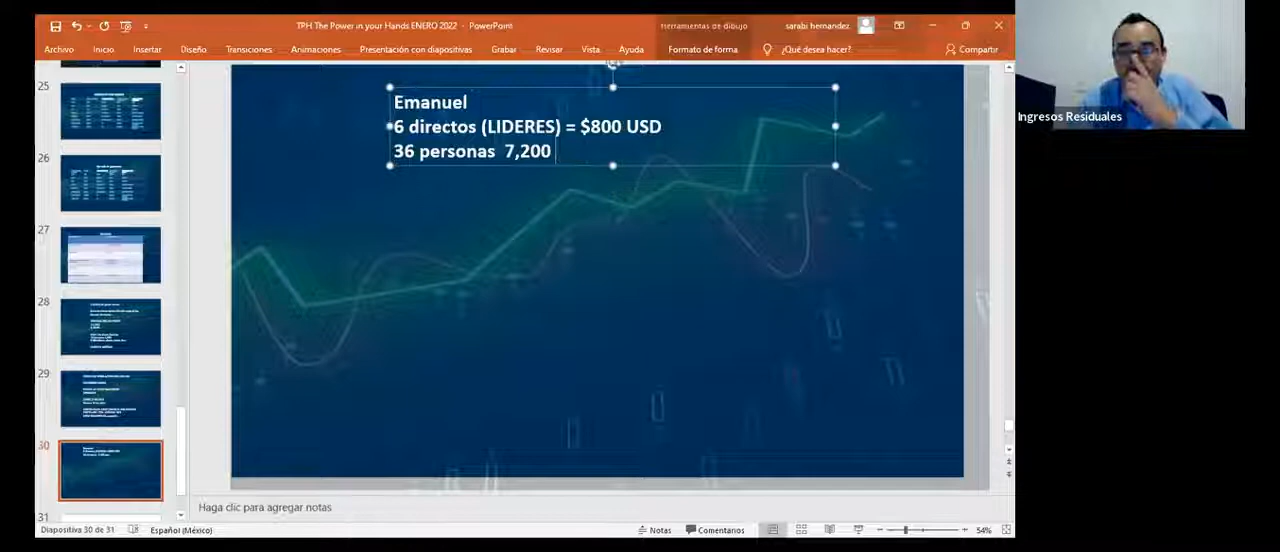 TPH The Power in your Hands ENERO 2022 - PowerPoint
Herramientas de dibujo
sarabi hernandez
Archivo Inicio Insertar Diseño Transiciones Animaciones Presentación con diapositivas Grabar Revisar Vista Ayuda Formato de forma ¿Qué desea hacer? Compartir
Ingresos Residuales
25
26
27
28
29
30
31
Emanuel
6 directos (LIDERES) = $800 USD
36 personas 7,200
Haga clic para agregar notas
Diapositiva 30 de 31 Español (México) Notas Comentarios 54%